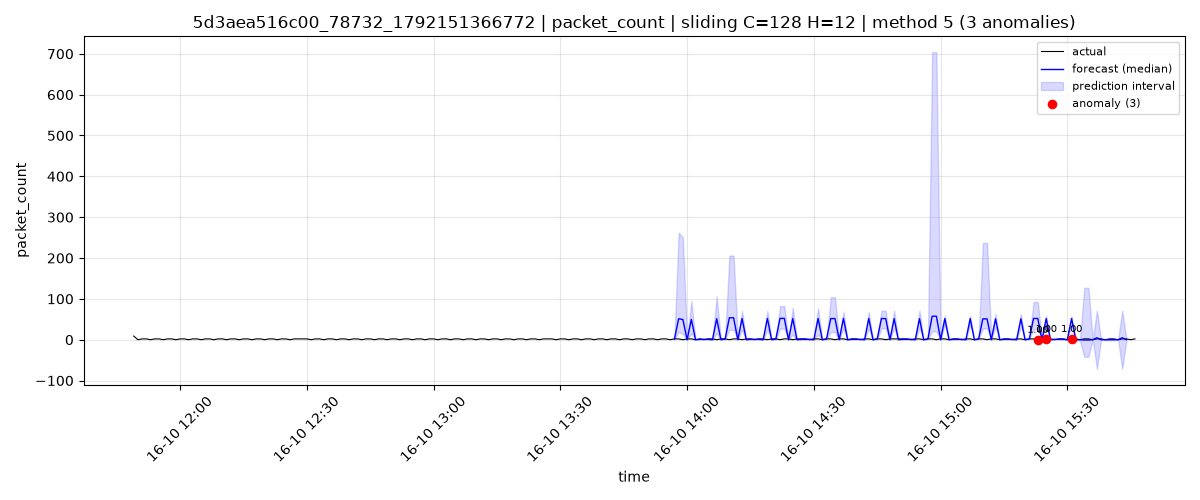 5d3aea516c00_78732_1792151366772 | packet_count | sliding C=128 H=12 | method 5 (3 anomalies)
actual
forecast (median)
prediction interval
anomaly (3)
700
600
500
400
300
200
100
0
−100
packet_count
1.00
16-10 12:00
16-10 12:30
16-10 13:00
16-10 13:30
16-10 14:00
16-10 14:30
16-10 15:00
16-10 15:30
time